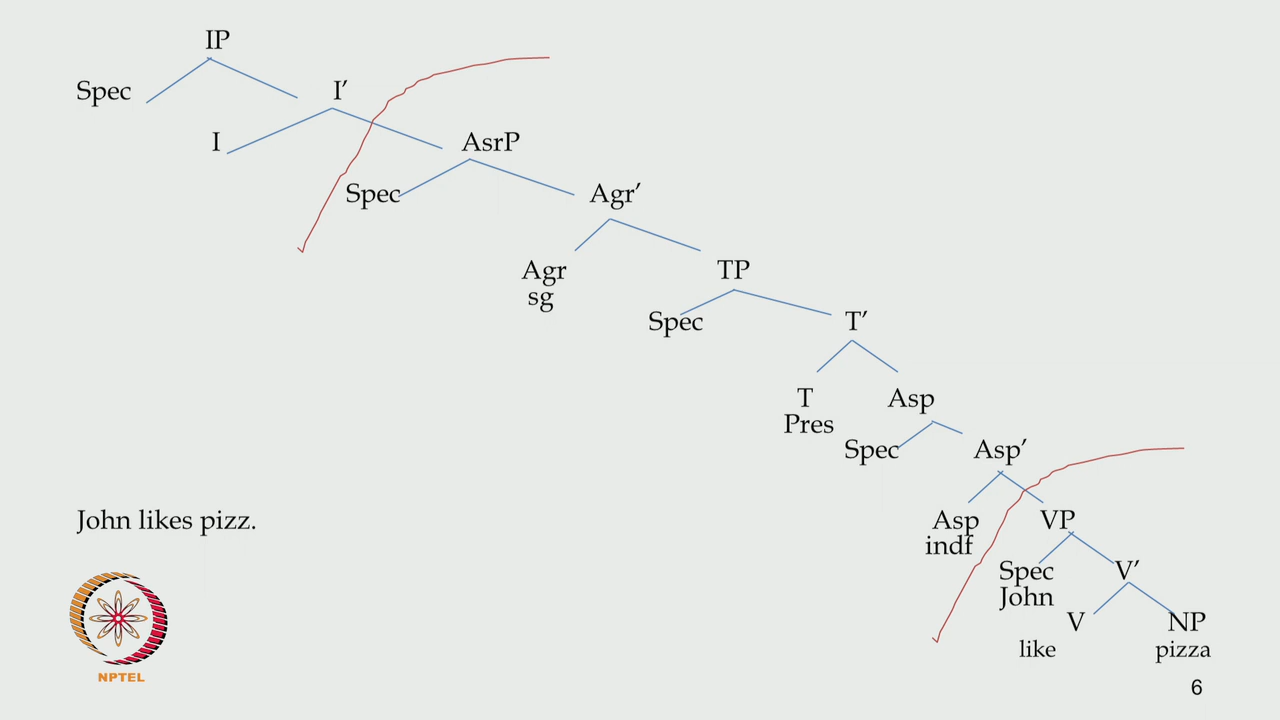 IP
Spec I’
I AsrP
Spec Agr’
Agr TP
sg
Spec T’
T Asp
Pres
Spec Asp’
John likes pizz. Asp VP
indf
Spec V’
John
V NP
like pizza
NPTEL
6